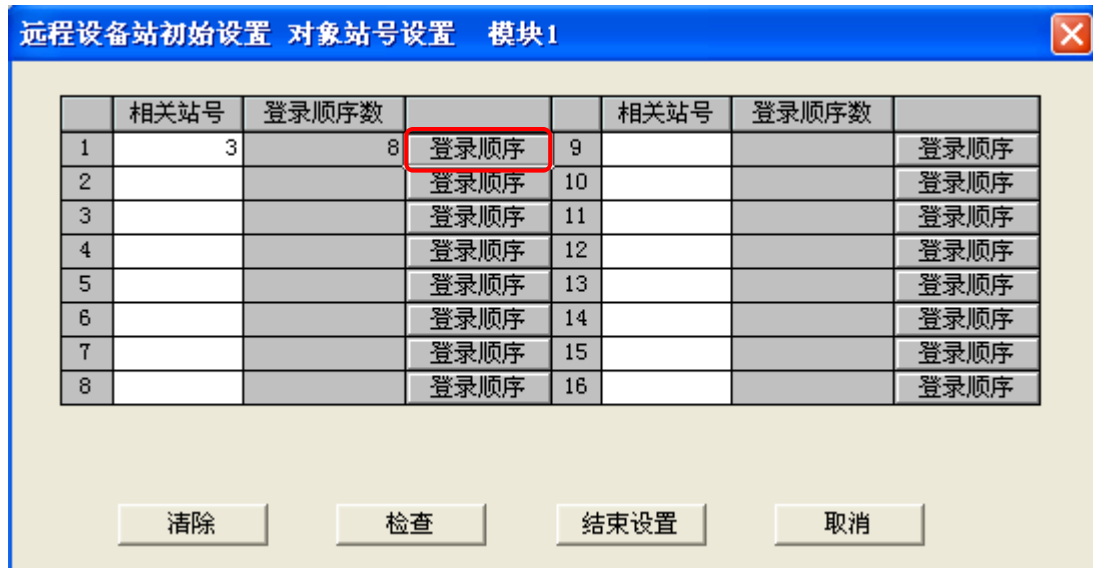 远程设备站初始设置 对象站号设置 模块1
相关站号 登录顺序数 相关站号 登录顺序数
1 3 8 登录顺序 9 登录顺序
2 登录顺序 10 登录顺序
3 登录顺序 11 登录顺序
4 登录顺序 12 登录顺序
5 登录顺序 13 登录顺序
6 登录顺序 14 登录顺序
7 登录顺序 15 登录顺序
8 登录顺序 16 登录顺序
清除 检查 结束设置 取消